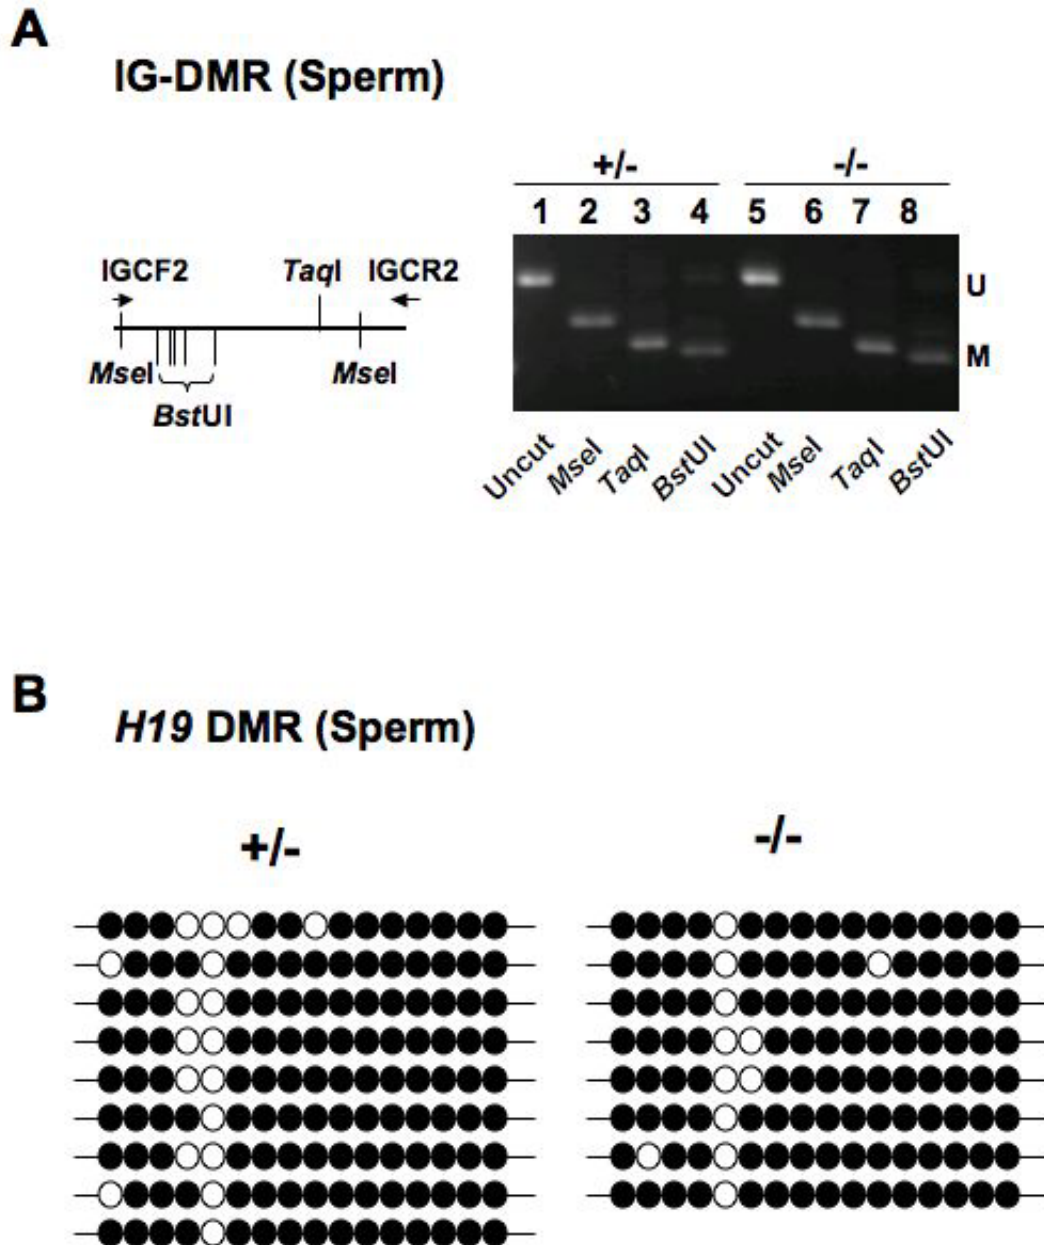 A
IG-DMR (Sperm)
+/- -/-
1 2 3 4 5 6 7 8
IGCF2 TaqI IGCR2
U
M
MseI MseI
BstUI
Uncut MseI TaqI BstUI Uncut MseI TaqI BstUI
B
H19 DMR (Sperm)
+/- -/-